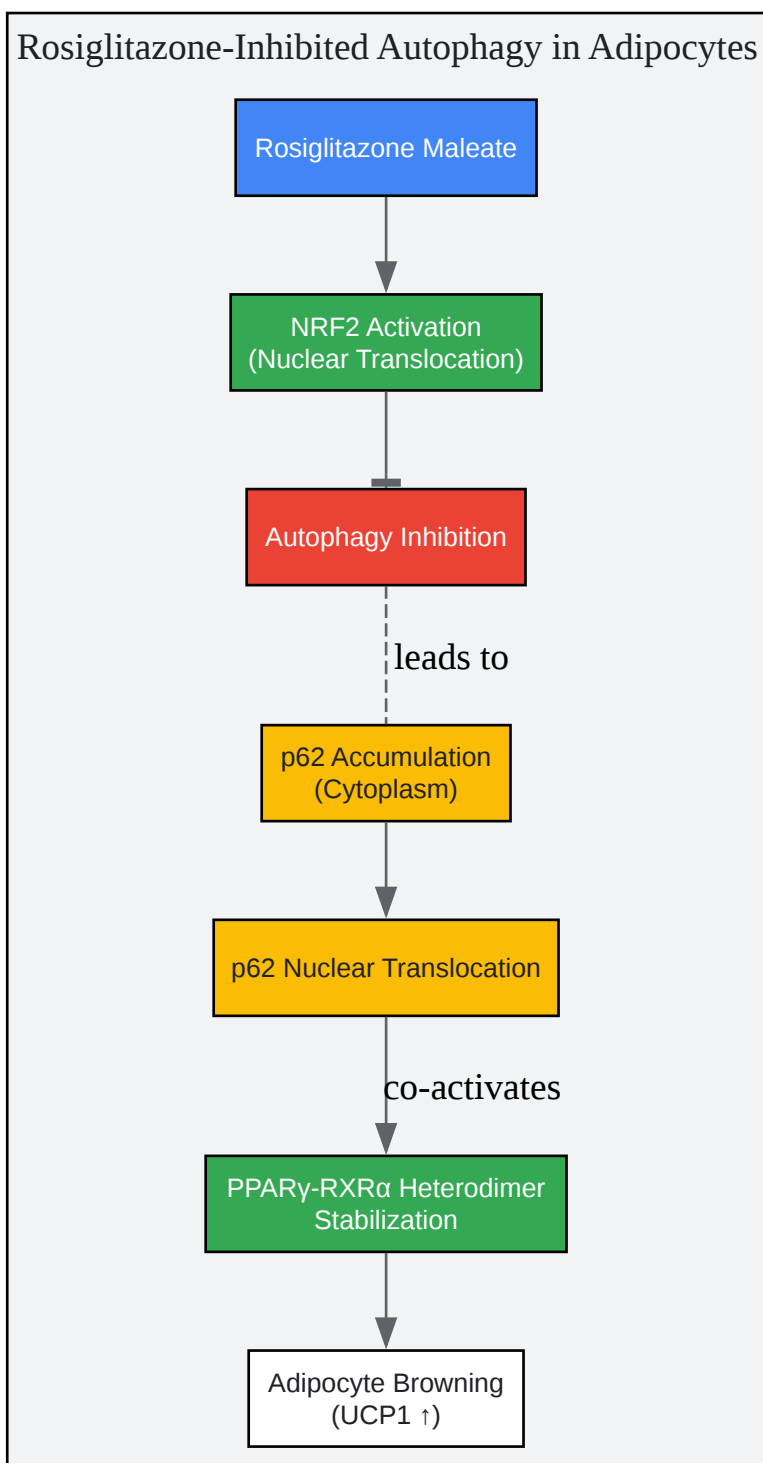 Rosiglitazone-Inhibited Autophagy in Adipocytes
Rosiglitazone Maleate
NRF2 Activation
(Nuclear Translocation)
Autophagy Inhibition
leads to
p62 Accumulation
(Cytoplasm)
p62 Nuclear Translocation
co-activates
PPARγ-RXRα Heterodimer
Stabilization
Adipocyte Browning
(UCP1 ↑)